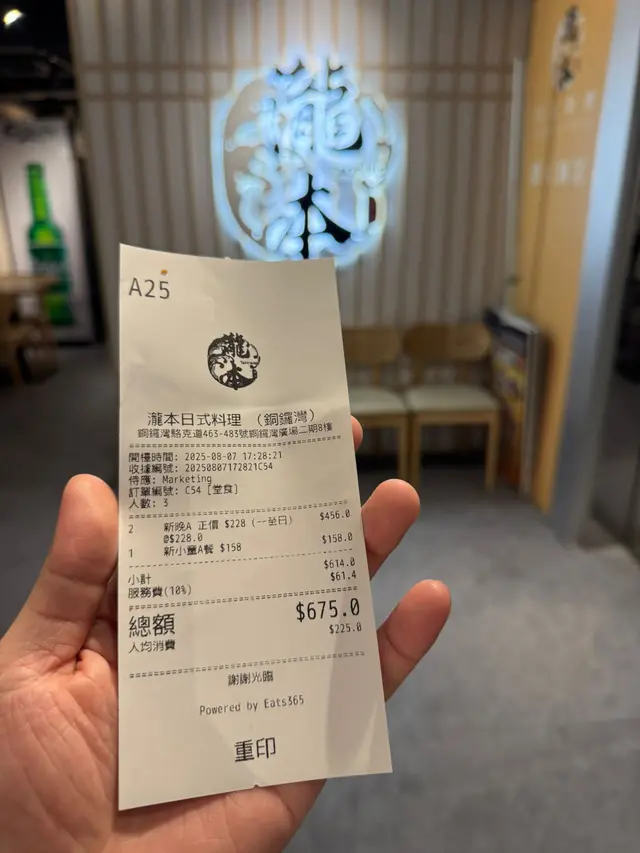 瀧本
A25
瀧本
瀧本日式料理 （銅鑼灣）
銅鑼灣駱克道463-483號銅鑼灣廣場二期8樓
開檯時間: 2025-08-07 17:28:21
收據編號: 20250807172821C54
侍應: Marketing
訂單編號: C54 [堂食]
人數: 3
2 新晚A 正價 $228 (一至日) $456.0
@$228.0
1 新小童A餐 $158 $158.0
小計 $614.0
服務費(10%) $61.4
總額 $675.0
人均消費 $225.0
謝謝光臨
Powered by Eats365
重印